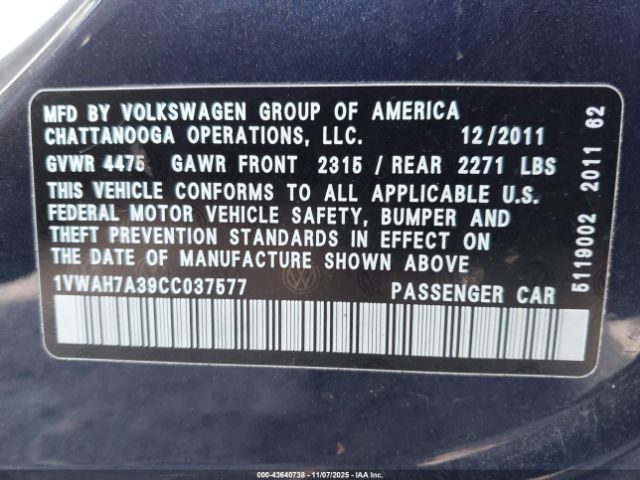 MFD BY VOLKSWAGEN GROUP OF AMERICA
CHATTANOOGA OPERATIONS, LLC. 12/2011
GVWR 4475 GAWR FRONT 2315 / REAR 2271 LBS
THIS VEHICLE CONFORMS TO ALL APPLICABLE U.S.
FEDERAL MOTOR VEHICLE SAFETY, BUMPER AND
THEFT PREVENTION STANDARDS IN EFFECT ON
THE DATE OF MANUFACTURE SHOWN ABOVE
1VWAH7A39CC037577 PASSENGER CAR
5119002 2011 62
000-43640738 - 11/07/2025 - IAA Inc. (c)